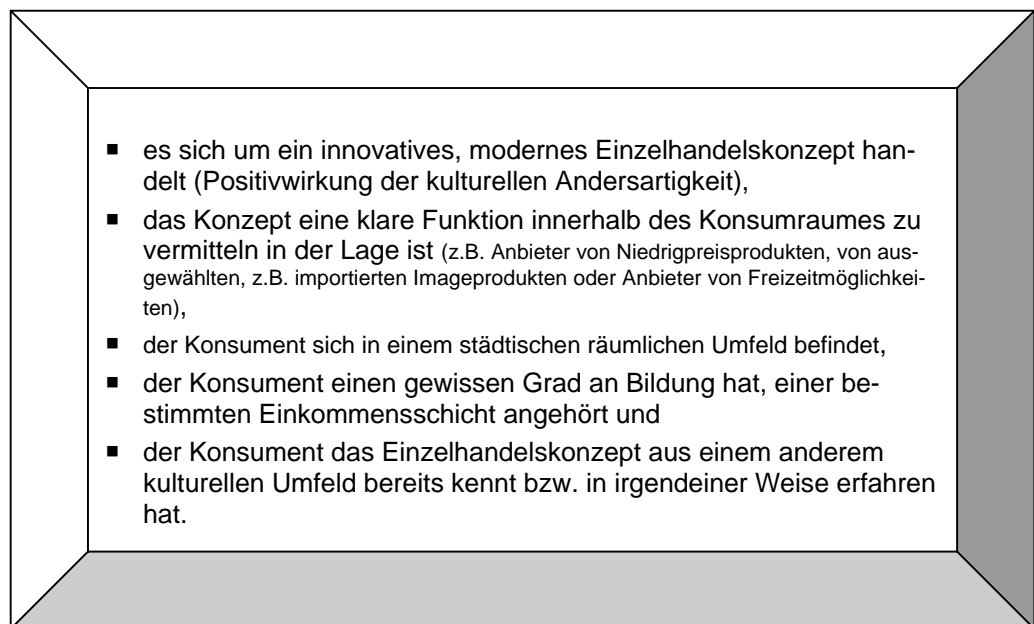 ■ es sich um ein innovatives, modernes Einzelhandelskonzept han-
delt (Positivwirkung der kulturellen Andersartigkeit),
■ das Konzept eine klare Funktion innerhalb des Konsumraumes zu
vermitteln in der Lage ist (z.B. Anbieter von Niedrigpreisprodukten, von aus-
gewählten, z.B. importierten Imageprodukten oder Anbieter von Freizeitmöglichkei-
ten),
■ der Konsument sich in einem städtischen räumlichen Umfeld befindet,
■ der Konsument einen gewissen Grad an Bildung hat, einer be-
stimmten Einkommensschicht angehört und
■ der Konsument das Einzelhandelskonzept aus einem anderem
kulturellen Umfeld bereits kennt bzw. in irgendeiner Weise erfahren
hat.